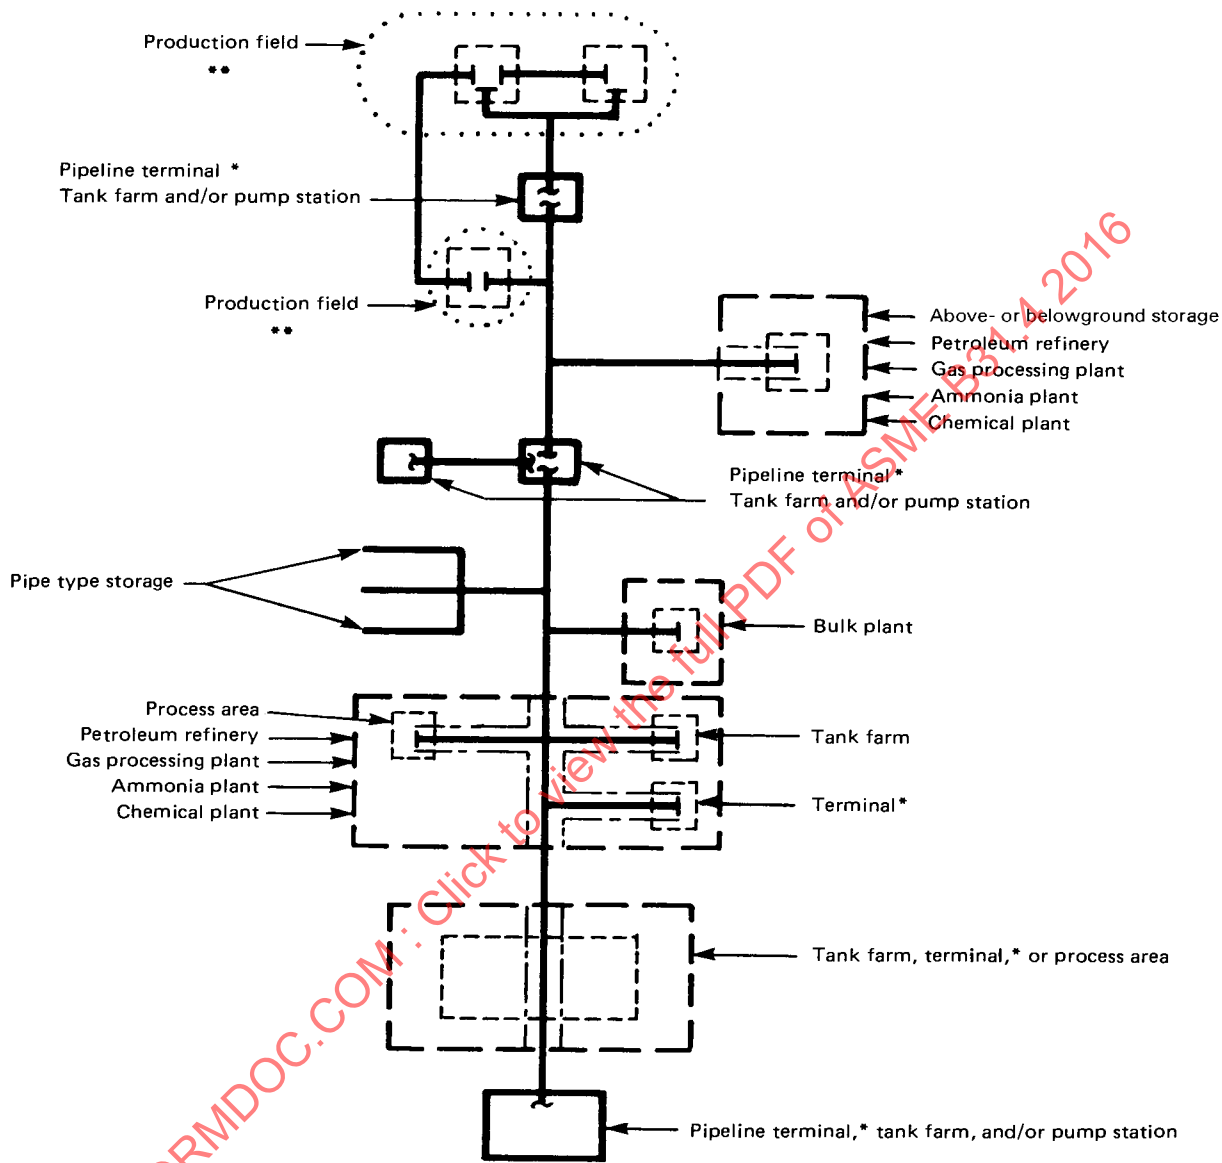 Production field
**
Pipeline terminal *
Tank farm and/or pump station
Production field
**
Above- or belowground storage
Petroleum refinery
Gas processing plant
Ammonia plant
Chemical plant
Pipeline terminal*
Tank farm and/or pump station
Pipe type storage
Bulk plant
Process area
Petroleum refinery
Gas processing plant
Ammonia plant
Chemical plant
Tank farm
Terminal*
Tank farm, terminal,* or process area
Pipeline terminal,* tank farm, and/or pump station
RMDOC.COM : Click to view the full PDF of ASME B31.4 2016